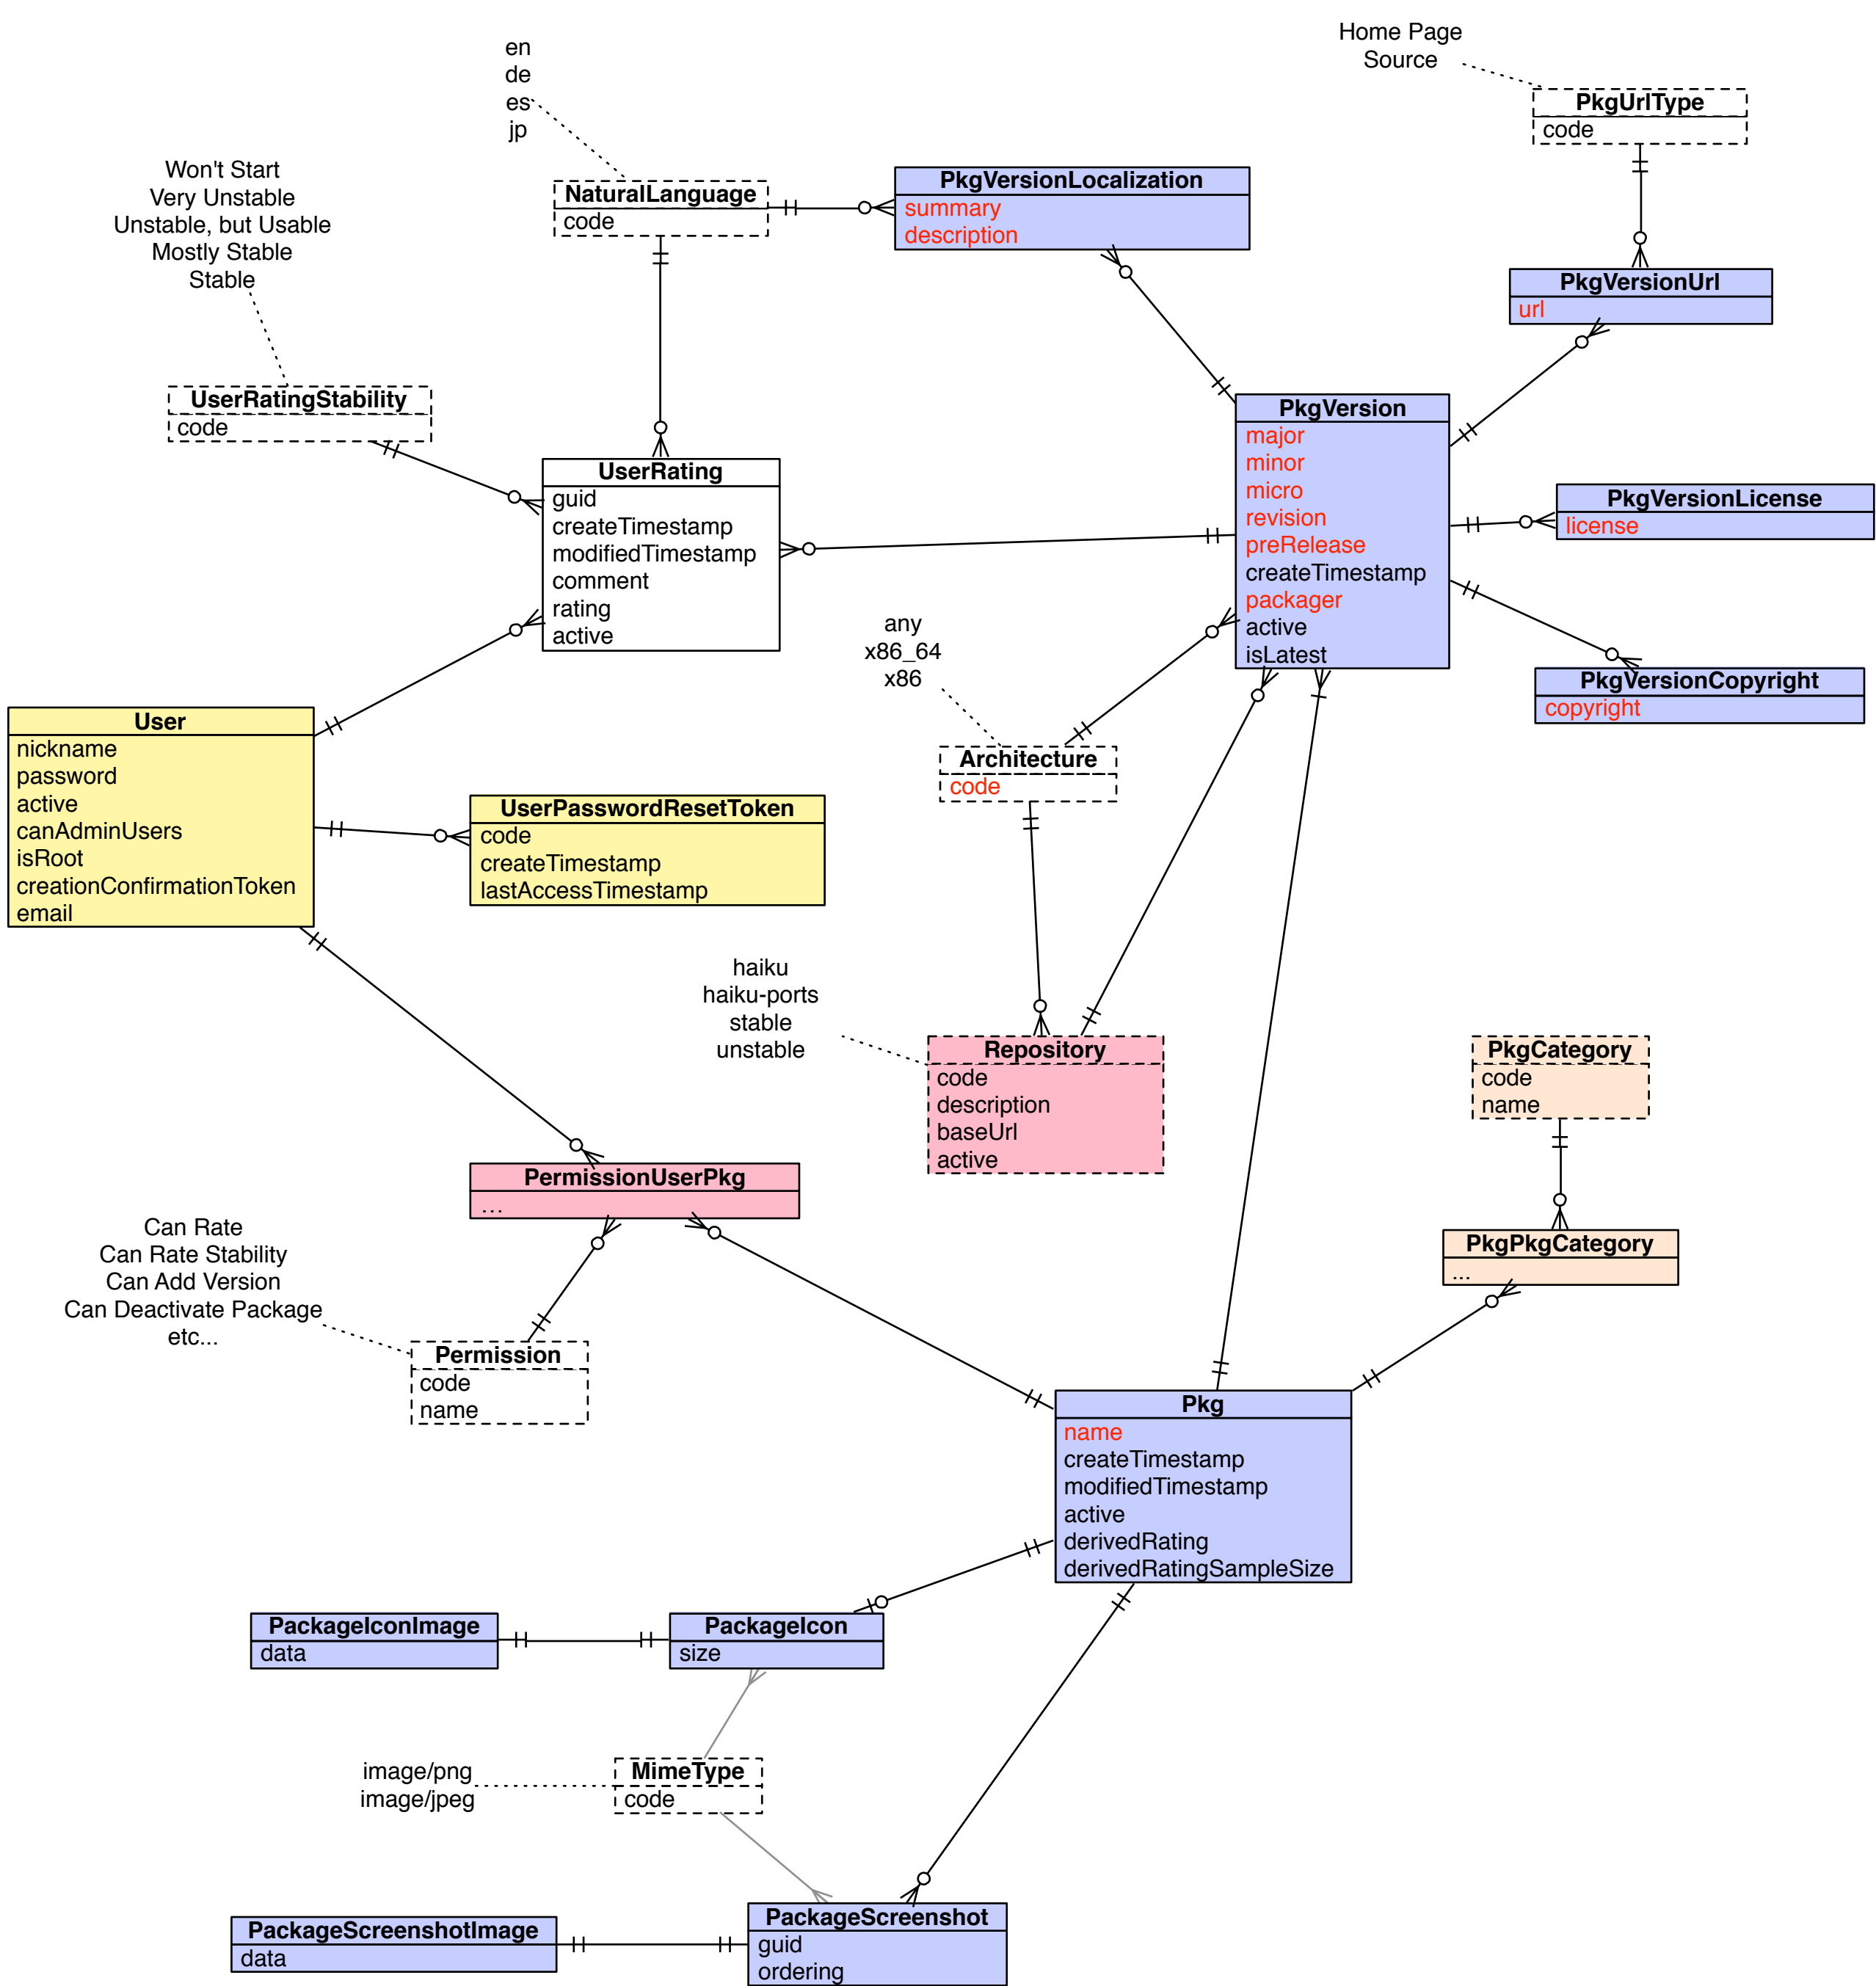 Home Page
Source
PkgUrlType
code
en
de
es
jp
NaturalLanguage
code
PkgVersionLocalization
summary
description
Won't Start
Very Unstable
Unstable, but Usable
Mostly Stable
Stable
PkgVersionUrl
url
UserRatingStability
code
PkgVersion
major
minor
micro
revision
preRelease
createTimestamp
packager
active
isLatest
UserRating
guid
createTimestamp
modifiedTimestamp
comment
rating
active
PkgVersionLicense
license
any
x86_64
x86
PkgVersionCopyright
copyright
User
nickname
password
active
canAdminUsers
isRoot
creationConfirmationToken
email
Architecture
code
UserPasswordResetToken
code
createTimestamp
lastAccessTimestamp
haiku
haiku-ports
stable
unstable
Repository
code
description
baseUrl
active
PkgCategory
code
name
PermissionUserPkg
...
Can Rate
Can Rate Stability
Can Add Version
Can Deactivate Package
etc...
PkgPkgCategory
...
Permission
code
name
Pkg
name
createTimestamp
modifiedTimestamp
active
derivedRating
derivedRatingSampleSize
PackageIconImage
data
PackageIcon
size
image/png
image/jpeg
MimeType
code
PackageScreenshotImage
data
PackageScreenshot
guid
ordering